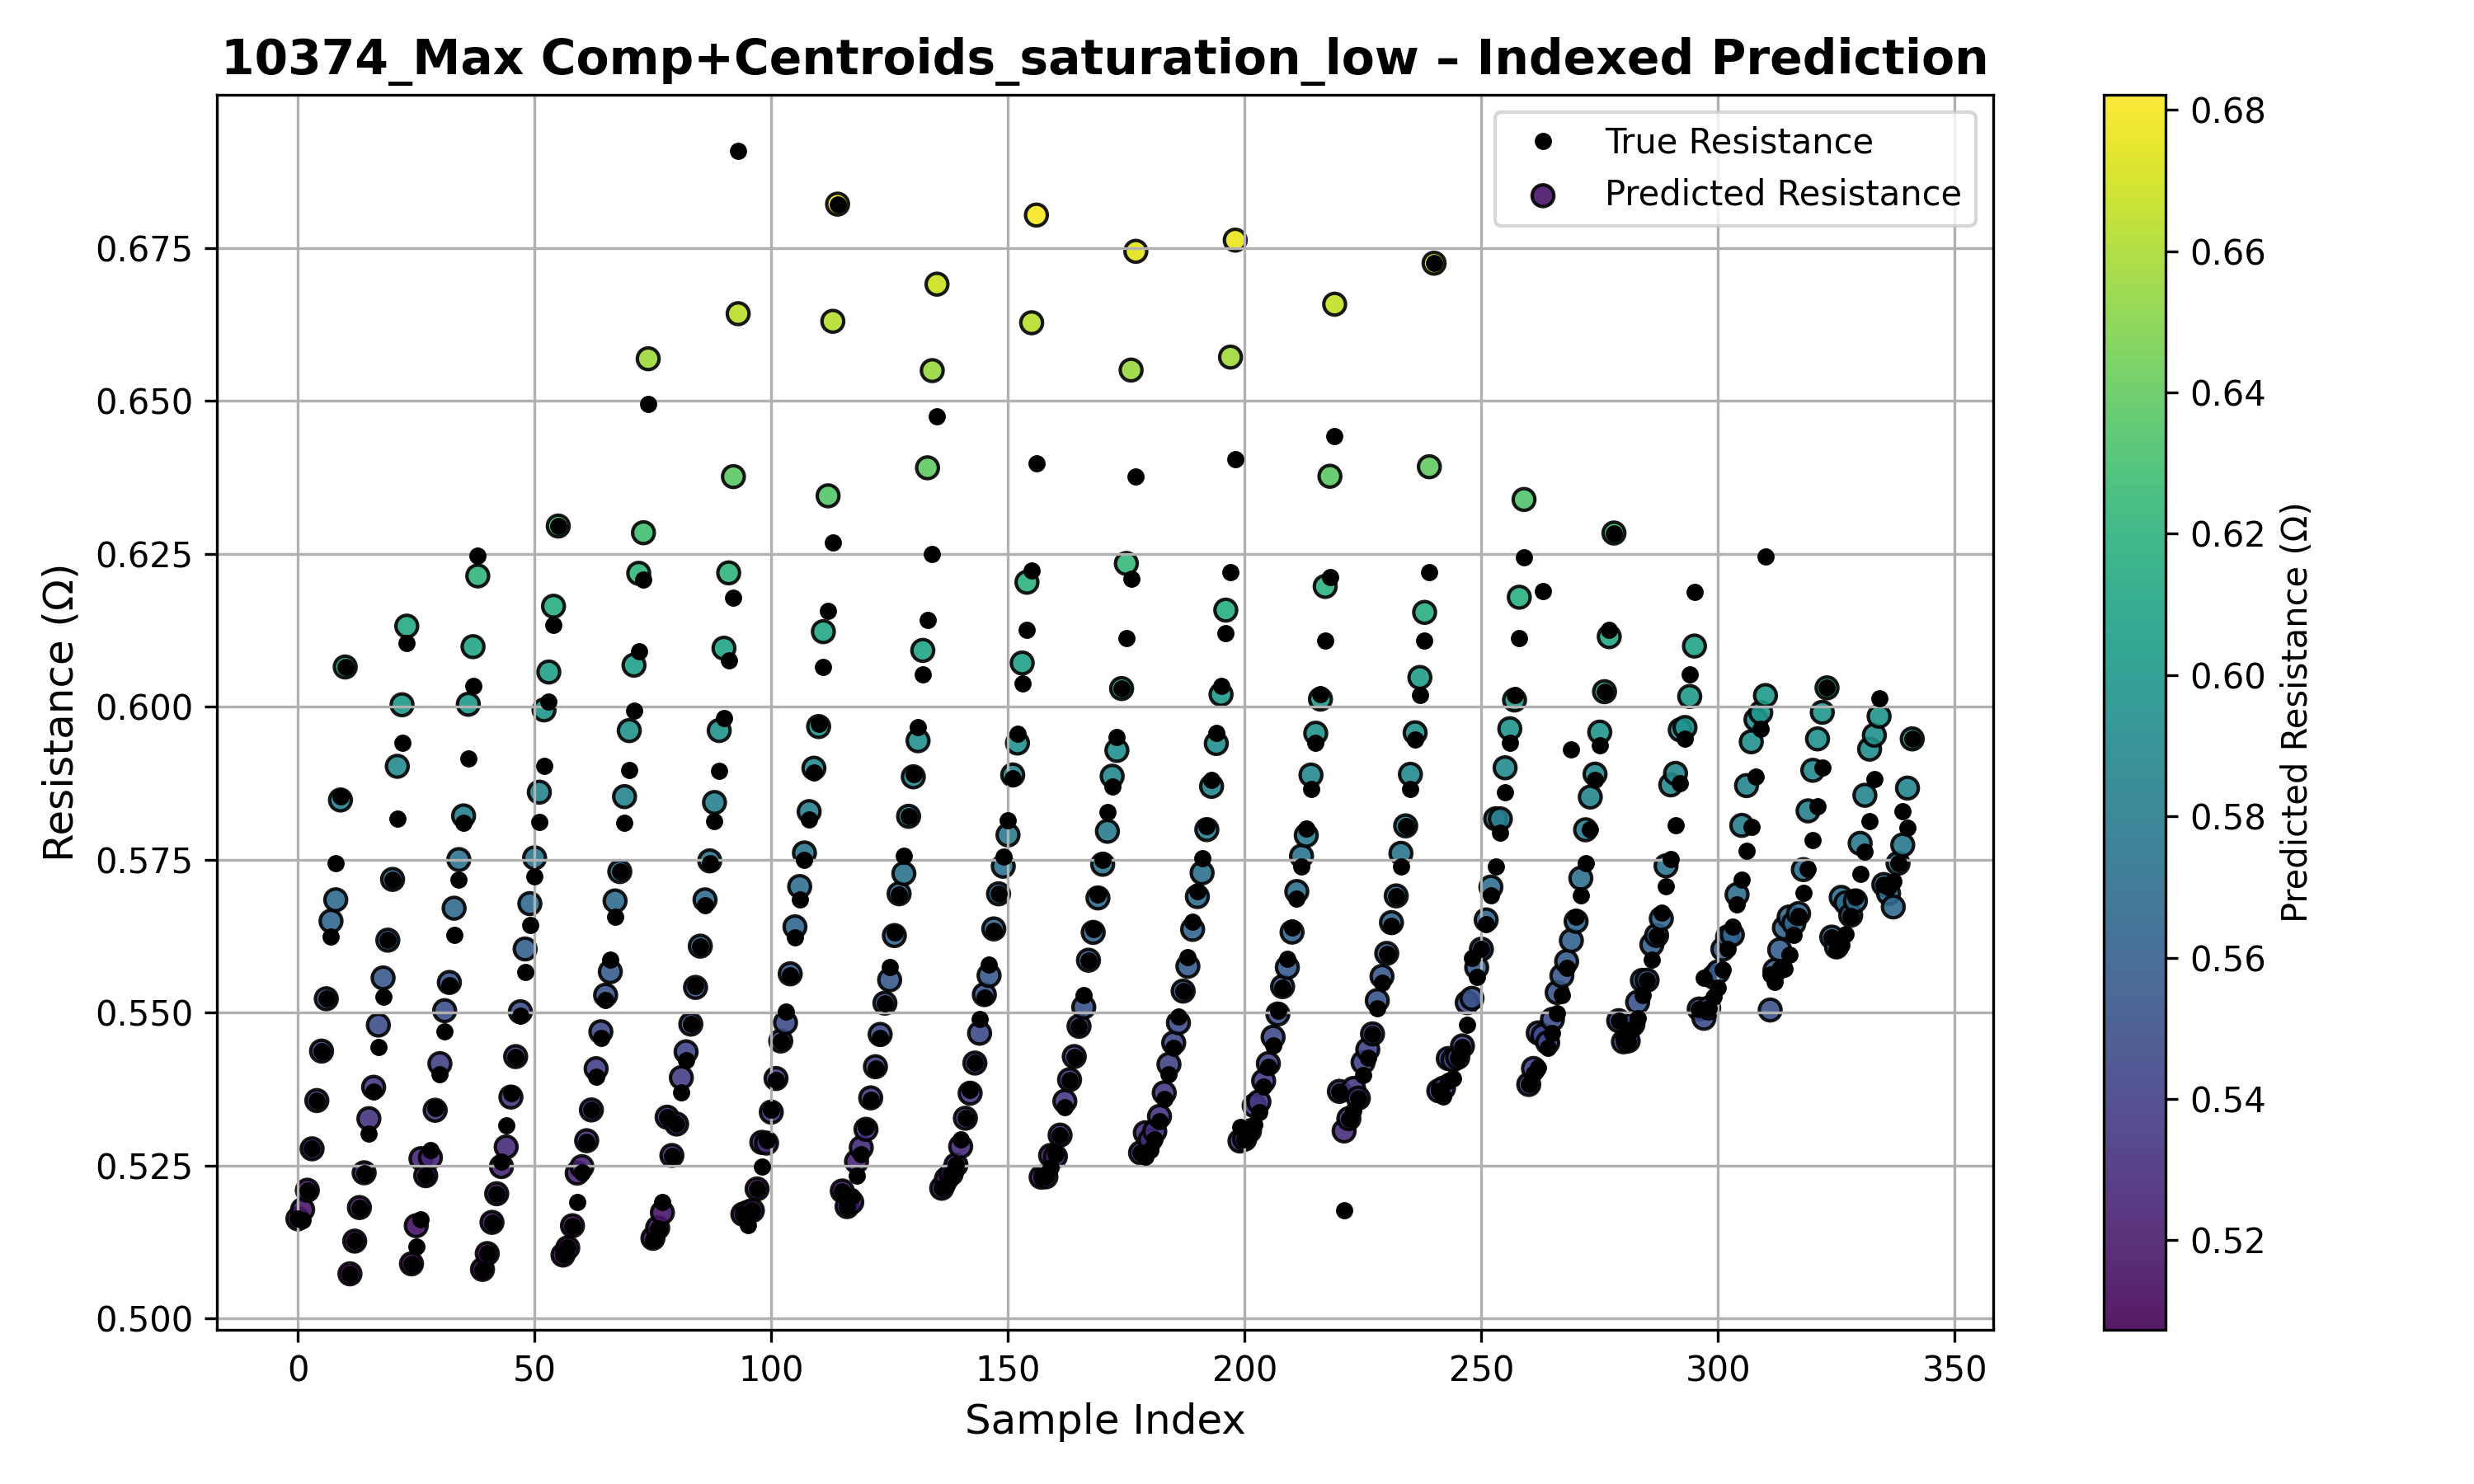 10374_Max Comp+Centroids_saturation_low – Indexed Prediction
True Resistance
Predicted Resistance
Resistance (Ω)
0.675
0.650
0.625
0.600
0.575
0.550
0.525
0.500
0 50 100 150 200 250 300 350
Sample Index
0.68
0.66
0.64
0.62
0.60
0.58
0.56
0.54
0.52
Predicted Resistance (Ω)